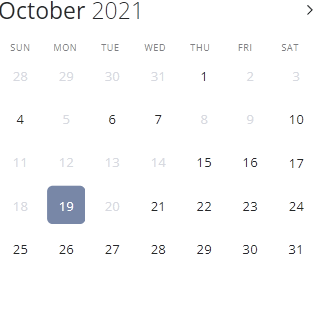 October 2021
SUN MON TUE WED THU FRI SAT
28 29 30 31 1 2 3
4 5 6 7 8 9 10
11 12 13 14 15 16 17
18 19 20 21 22 23 24
25 26 27 28 29 30 31